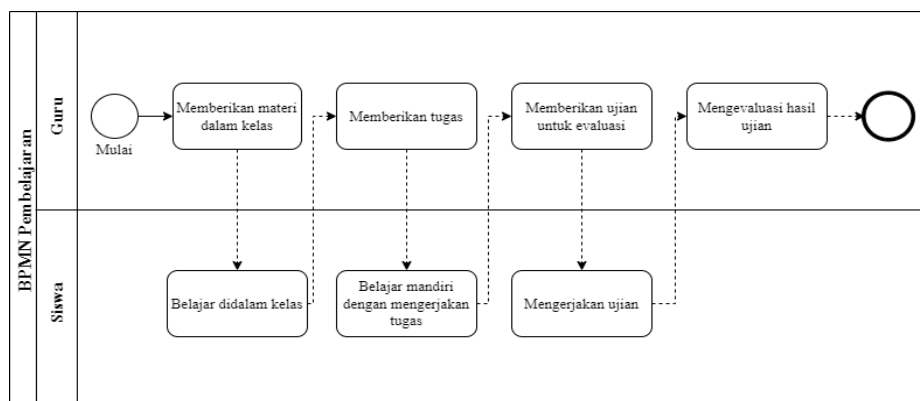 BPMN Pembelajaran
Guru
Mulai
Memberikan materi
dalam kelas
Memberikan tugas
Memberikan ujian
untuk evaluasi
Mengevaluasi hasil
ujian
Siswa
Belajar didalam kelas
Belajar mandiri
dengan mengerjakan
tugas
Mengerjakan ujian